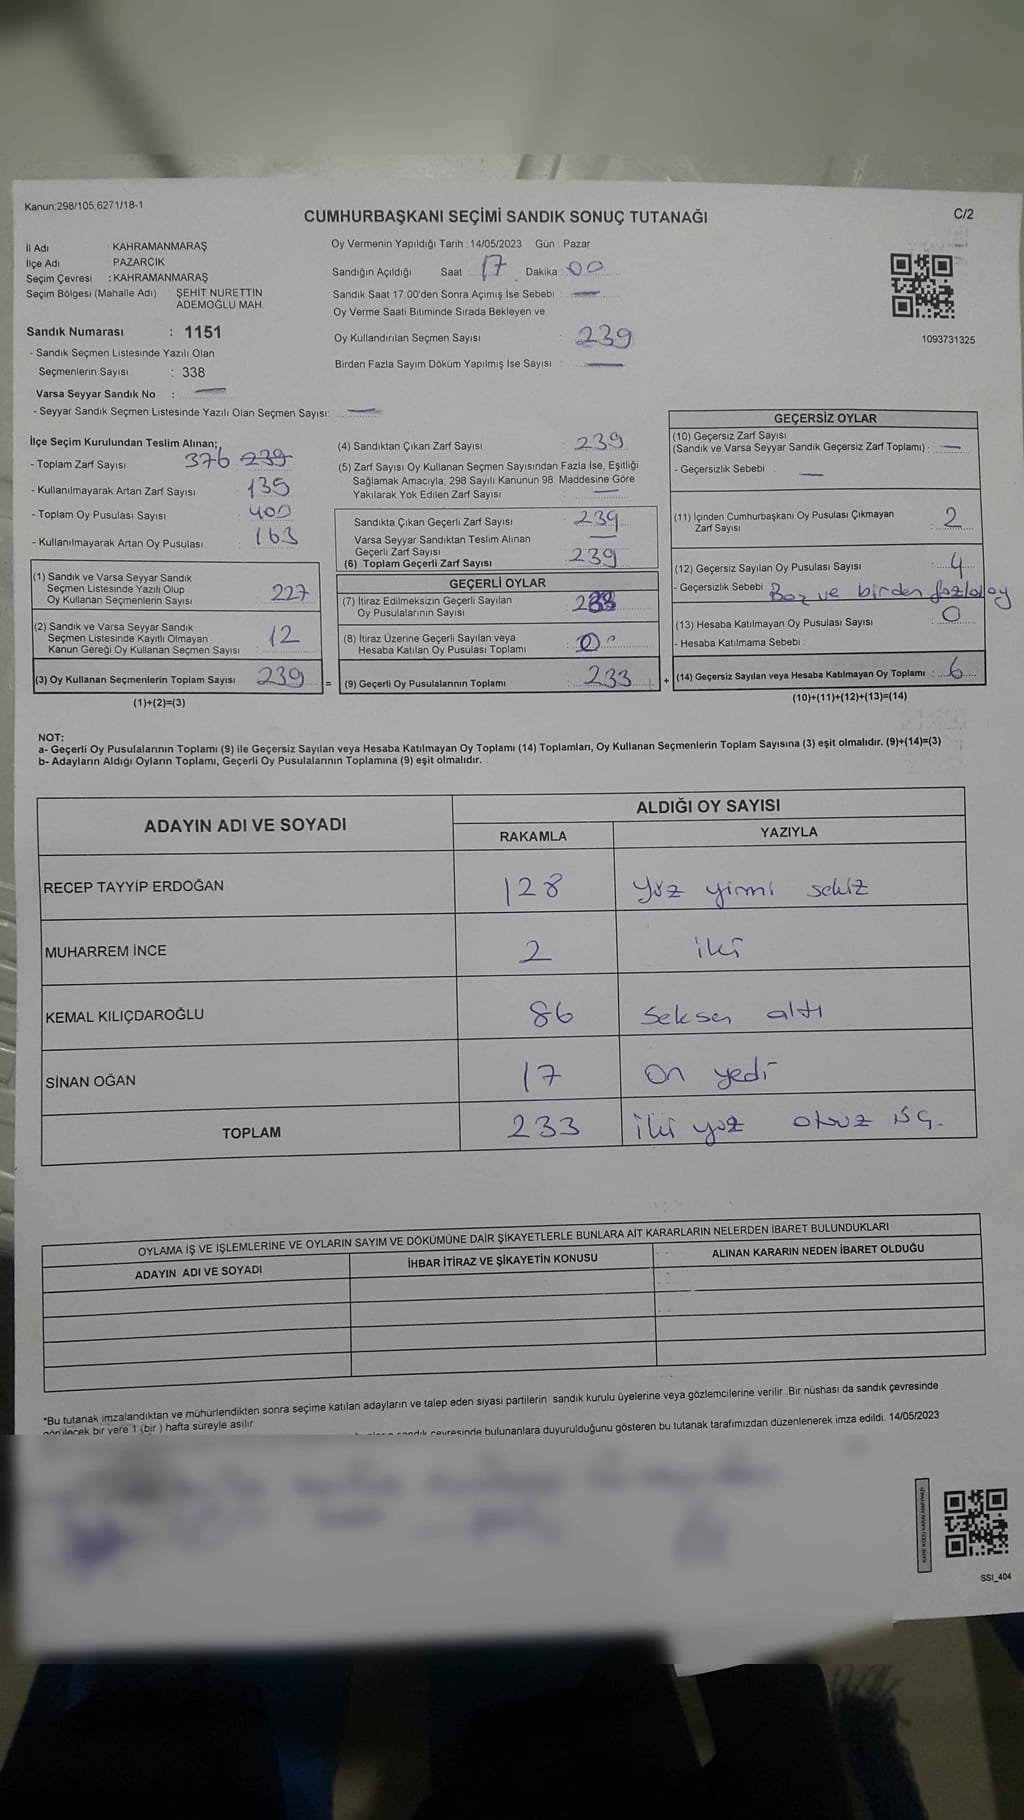 Kanun:298/105;6271/18-1
CUMHURBAŞKANI SEÇİMİ SANDIK SONUÇ TUTANAĞI
C/2
İl Adı KAHRAMANMARAŞ
İlçe Adı PAZARCIK
Seçim Çevresi : KAHRAMANMARAŞ
Seçim Bölgesi (Mahalle Adı) ŞEHİT NURETTİN
ADEMOĞLU MAH.
Sandık Numarası : 1151
- Sandık Seçmen Listesinde Yazılı Olan
Seçmenlerin Sayısı : 338
Varsa Seyyar Sandık No : —
- Seyyar Sandık Seçmen Listesinde Yazılı Olan Seçmen Sayısı: —
Oy Vermenin Yapıldığı Tarih : 14/05/2023 Gün : Pazar
Sandığın Açıldığı Saat : 17 Dakika : 00
Sandık Saat 17:00'den Sonra Açımış İse Sebebi : —
Oy Verme Saati Bitiminde Sırada Bekleyen ve
Oy Kullandırılan Seçmen Sayısı : 239
Birden Fazla Sayım Döküm Yapılmış İse Sayısı : —
1093731325
İlçe Seçim Kurulundan Teslim Alınan;
- Toplam Zarf Sayısı 376 239
- Kullanılmayarak Artan Zarf Sayısı : 135
- Toplam Oy Pusulası Sayısı : 400
- Kullanılmayarak Artan Oy Pusulası : 163
(1) Sandık ve Varsa Seyyar Sandık
Seçmen Listesinde Yazılı Olup
Oy Kullanan Seçmenlerin Sayısı : 227
(2) Sandık ve Varsa Seyyar Sandık
Seçmen Listesinde Kayıtlı Olmayan
Kanun Gereği Oy Kullanan Seçmen Sayısı : 12
(3) Oy Kullanan Seçmenlerin Toplam Sayısı : 239
(1)+(2)=(3)
(4) Sandıktan Çıkan Zarf Sayısı : 239
(5) Zarf Sayısı Oy Kullanan Seçmen Sayısından Fazla İse, Eşitliği
Sağlamak Amacıyla; 298 Sayılı Kanunun 98. Maddesine Göre
Yakılarak Yok Edilen Zarf Sayısı : —
Sandıkta Çıkan Geçerli Zarf Sayısı : 239
Varsa Seyyar Sandıktan Teslim Alınan
Geçerli Zarf Sayısı : —
(6) Toplam Geçerli Zarf Sayısı : 239
GEÇERLİ OYLAR
(7) İtiraz Edilmeksizin Geçerli Sayılan
Oy Pusulalarının Sayısı : 233
(8) İtiraz Üzerine Geçerli Sayılan veya
Hesaba Katılan Oy Pusulası Toplamı : 0
= (9) Geçerli Oy Pusulalarının Toplamı : 233
GEÇERSİZ OYLAR
(10) Geçersiz Zarf Sayısı
(Sandık ve Varsa Seyyar Sandık Geçersiz Zarf Toplamı) : —
- Geçersizlik Sebebi : —
(11) İçinden Cumhurbaşkanı Oy Pusulası Çıkmayan
Zarf Sayısı : 2
(12) Geçersiz Sayılan Oy Pusulası Sayısı : 4
- Geçersizlik Sebebi Boz ve birden fazla oy
(13) Hesaba Katılmayan Oy Pusulası Sayısı : 0
- Hesaba Katılmama Sebebi :
+ (14) Geçersiz Sayılan veya Hesaba Katılmayan Oy Toplamı : 6
(10)+(11)+(12)+(13)=(14)
NOT:
a- Geçerli Oy Pusulalarının Toplamı (9) ile Geçersiz Sayılan veya Hesaba Katılmayan Oy Toplamı (14) Toplamları, Oy Kullanan Seçmenlerin Toplam Sayısına (3) eşit olmalıdır. (9)+(14)=(3)
b- Adayların Aldığı Oyların Toplamı, Geçerli Oy Pusulalarının Toplamına (9) eşit olmalıdır.
ADAYIN ADI VE SOYADI ALDIĞI OY SAYISI
RAKAMLA YAZIYLA
RECEP TAYYİP ERDOĞAN 128 Yüz yirmi sekiz
MUHARREM İNCE 2 iki
KEMAL KILIÇDAROĞLU 86 Seksen altı
SİNAN OĞAN 17 On yedi
TOPLAM 233 iki yüz otuz üç.
OYLAMA İŞ VE İŞLEMLERİNE VE OYLARIN SAYIM VE DÖKÜMÜNE DAİR ŞİKAYETLERLE BUNLARA AİT KARARLARIN NELERDEN İBARET BULUNDUKLARI
ADAYIN ADI VE SOYADI İHBAR İTİRAZ VE ŞİKAYETİN KONUSU ALINAN KARARIN NEDEN İBARET OLDUĞU
*Bu tutanak imzalandıktan ve mühürlendikten sonra seçime katılan adayların ve talep eden siyasi partilerin sandık kurulu üyelerine veya gözlemcilerine verilir .Bir nüshası da sandık çevresinde
görülecek bir yere 1 (bir ) hafta süreyle asılır
sandık çevresinde bulunanlara duyurulduğunu gösteren bu tutanak tarafımızdan düzenlenerek imza edildi. 14/05/2023
SSI_404